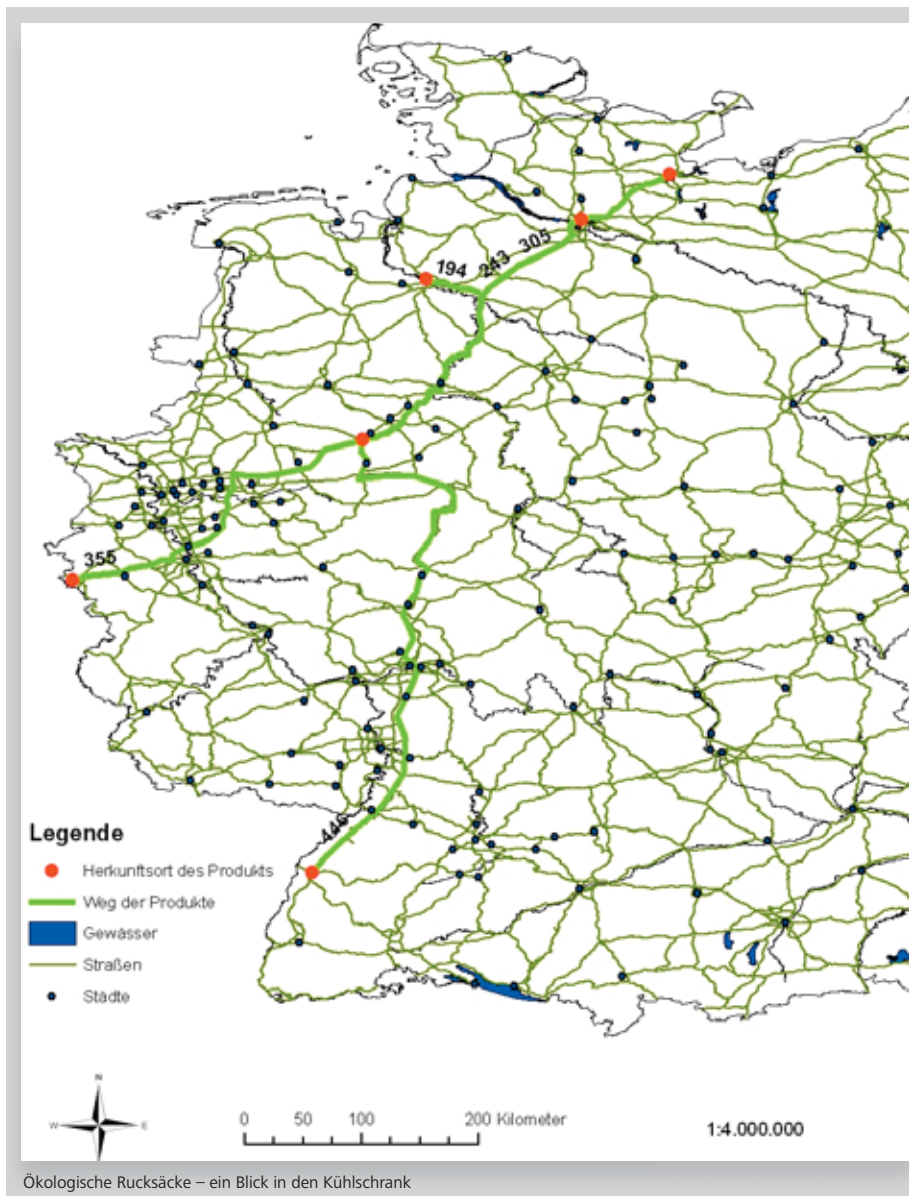 194 243 305
355
446
Legende
Herkunftsort des Produkts
Weg der Produkte
Gewässer
Straßen
Städte
N
W E
S
0 50 100 200 Kilometer
1:4.000.000
Ökologische Rucksäcke – ein Blick in den Kühlschrank